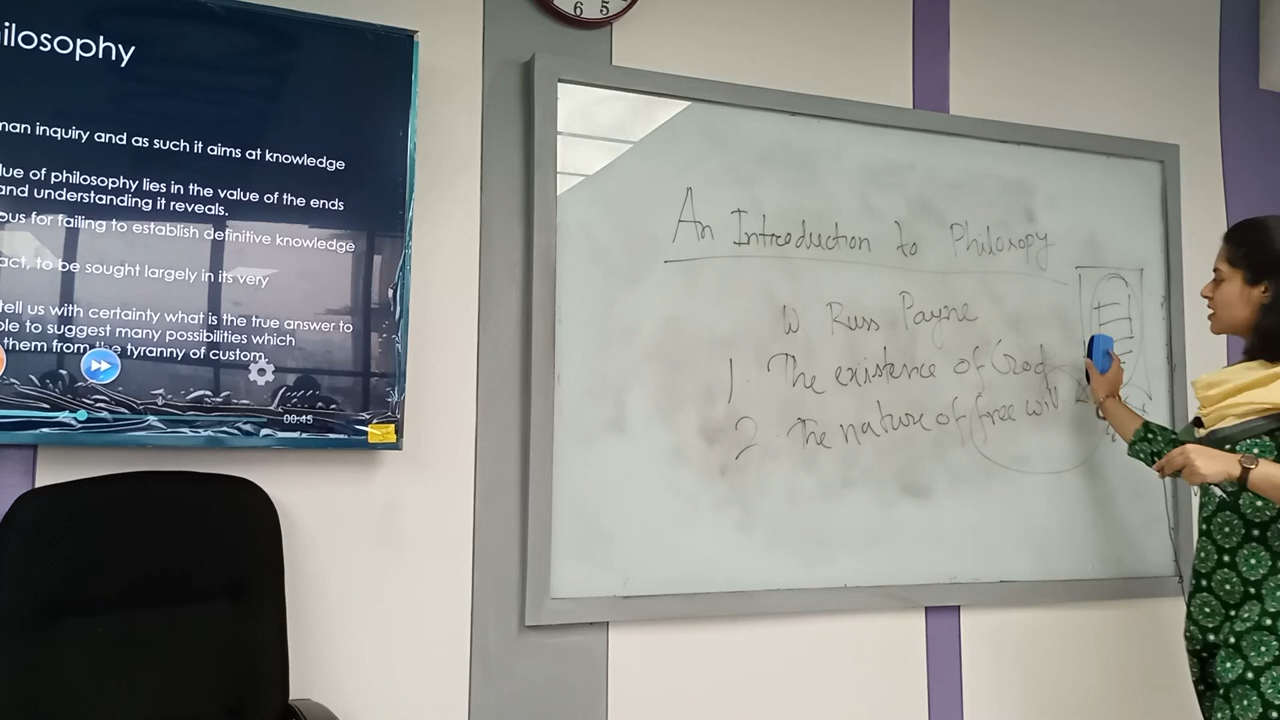 ilosophy
man inquiry and as such it aims at knowledge
lue of philosophy lies in the value of the ends
and understanding it reveals.
ous for failing to establish definitive knowledge
act, to be sought largely in its very
tell us with certainty what is the true answer to
ole to suggest many possibilities which
them from the tyranny of custom.
00:45
6 5
An Introduction to Philosopy
W. Russ Payne
1. The existence of God
2. The nature of free will